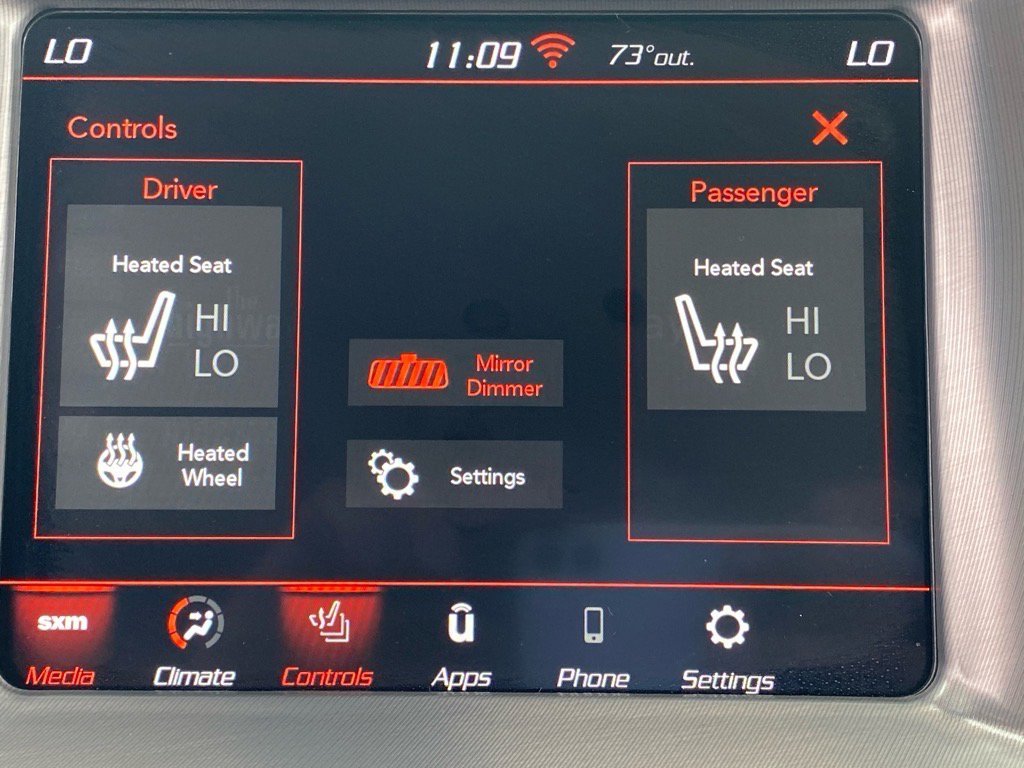 LO 11:09 73°out. LO
Controls
Driver
Heated Seat
HI
LO
Heated
Wheel
Mirror
Dimmer
Settings
Passenger
Heated Seat
HI
LO
sxm
ū
Media Climate Controls Apps Phone Settings